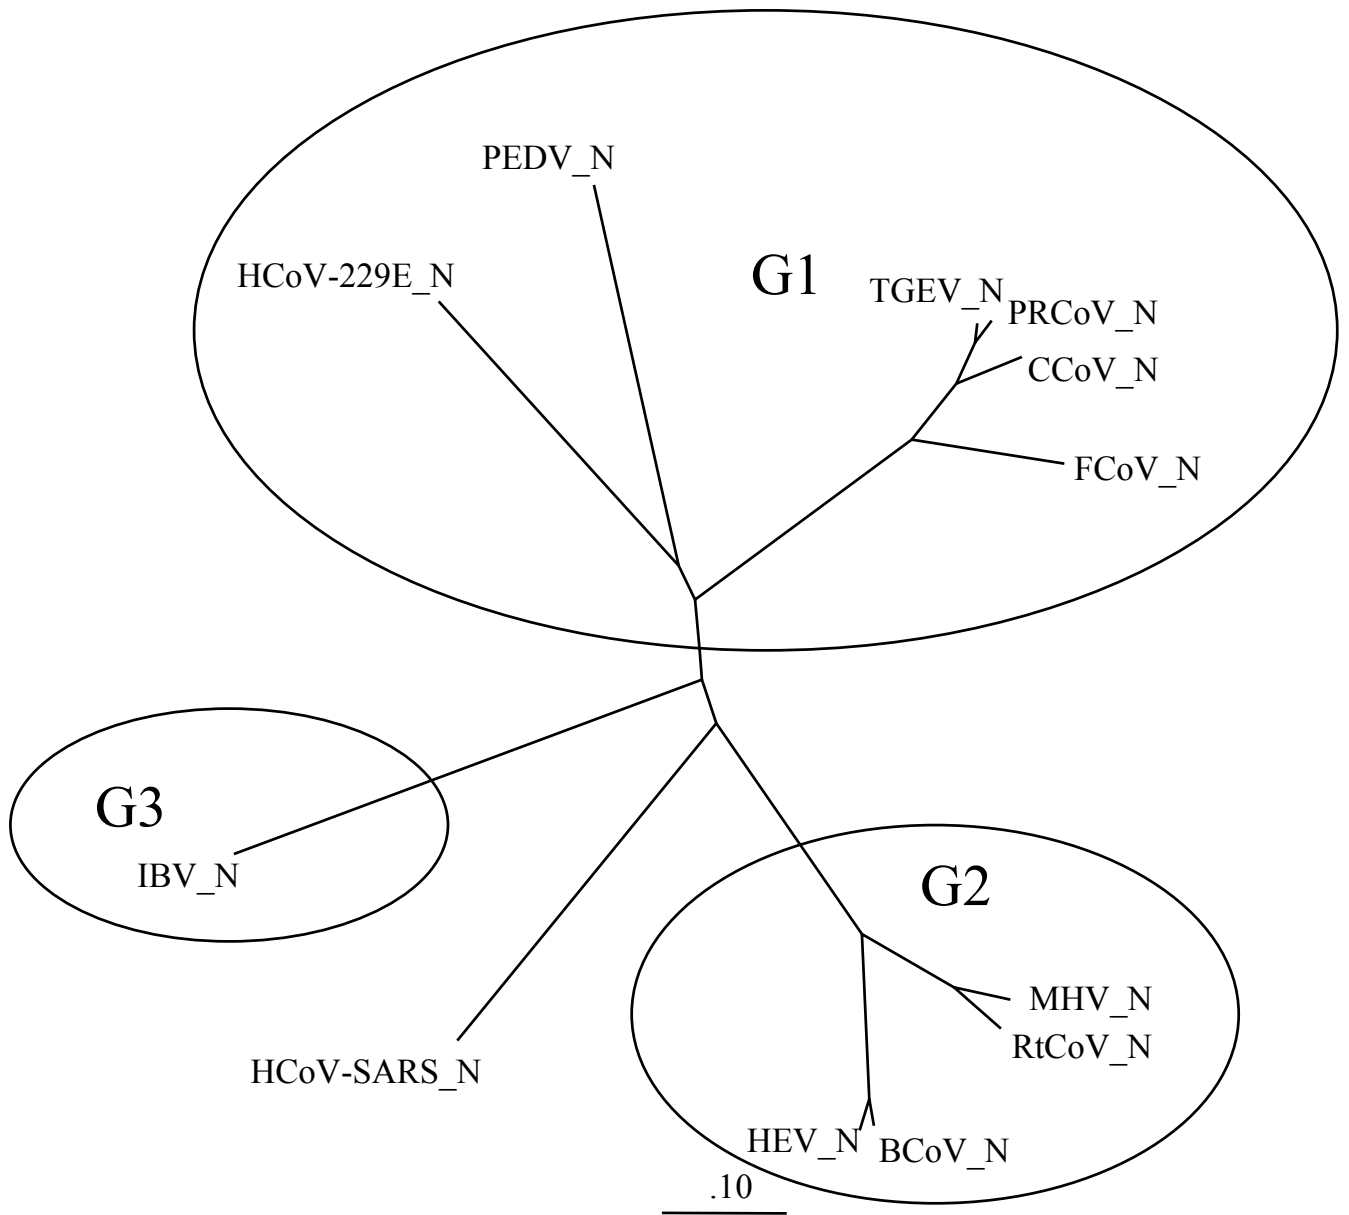 PEDV_N
HCoV-229E_N
G1
TGEV_N
PRCoV_N
CCoV_N
FCoV_N
G3
IBV_N
G2
MHV_N
RtCoV_N
HCoV-SARS_N
HEV_N
BCoV_N
.10